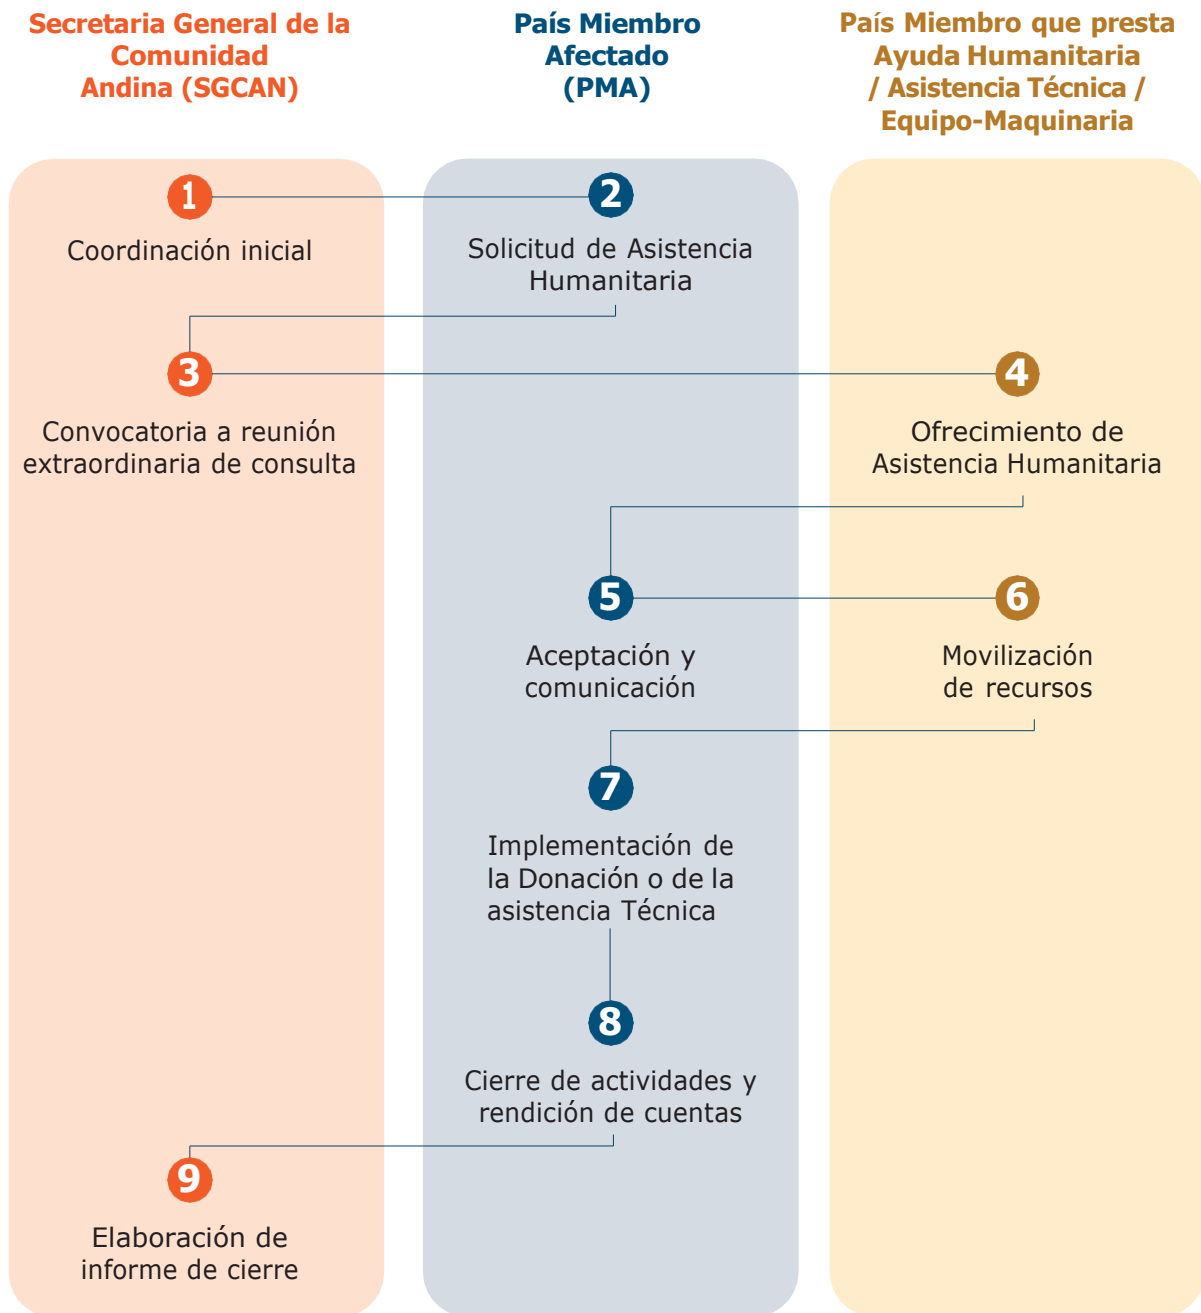 Secretaria General de la
Comunidad
Andina (SGCAN)
País Miembro
Afectado
(PMA)
País Miembro que presta
Ayuda Humanitaria
/ Asistencia Técnica /
Equipo-Maquinaria
1
Coordinación inicial
2
Solicitud de Asistencia
Humanitaria
3
Convocatoria a reunión
extraordinaria de consulta
4
Ofrecimiento de
Asistencia Humanitaria
5
Aceptación y
comunicación
6
Movilización
de recursos
7
Implementación de
la Donación o de la
asistencia Técnica
8
Cierre de actividades y
rendición de cuentas
9
Elaboración de
informe de cierre